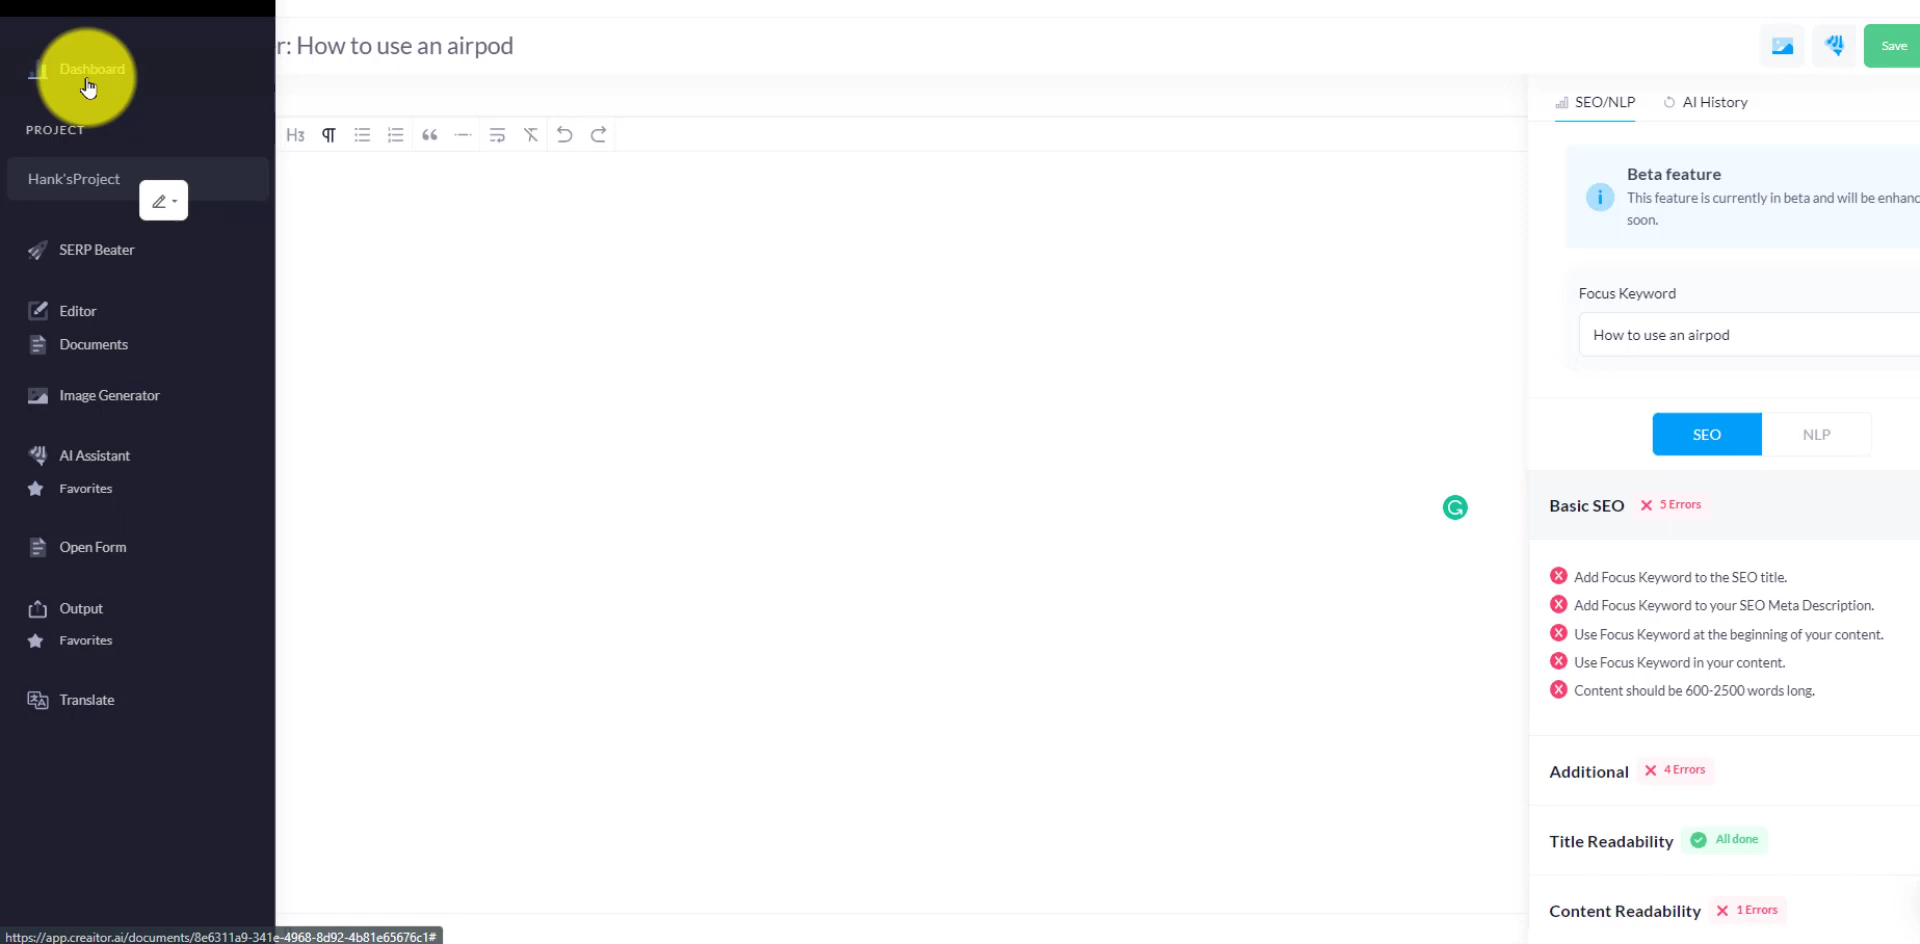 Dashboard
PROJECT
Hank'sProject
SERP Beater
Editor
Documents
Image Generator
AI Assistant
Favorites
Open Form
Output
Favorites
Translate
r: How to use an airpod
Save
H3
SEO/NLP
AI History
Beta feature
This feature is currently in beta and will be enhanc
soon.
Focus Keyword
How to use an airpod
SEO
NLP
Basic SEO
5 Errors
Add Focus Keyword to the SEO title.
Add Focus Keyword to your SEO Meta Description.
Use Focus Keyword at the beginning of your content.
Use Focus Keyword in your content.
Content should be 600-2500 words long.
Additional
4 Errors
Title Readability
All done
Content Readability
1 Errors
https://app.creaitor.ai/documents/8e6311a9-341e-4968-8d92-4b81e65676c1#